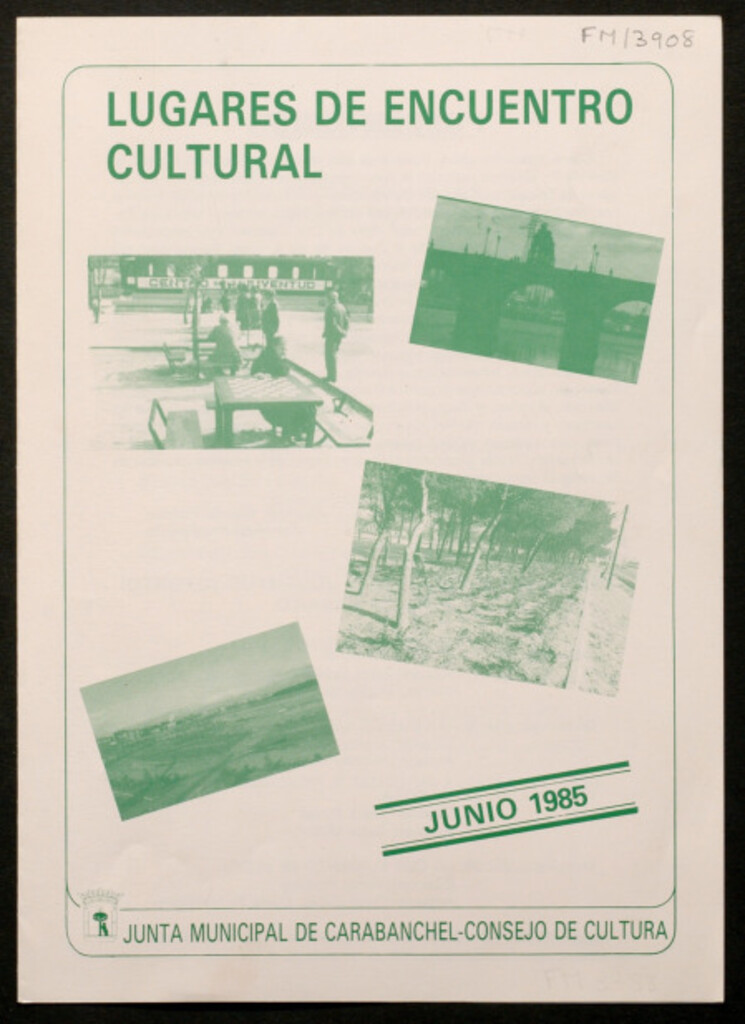 FM/3908
LUGARES DE ENCUENTRO
CULTURAL
JUNIO 1985
JUNTA MUNICIPAL DE CARABANCHEL-CONSEJO DE CULTURA